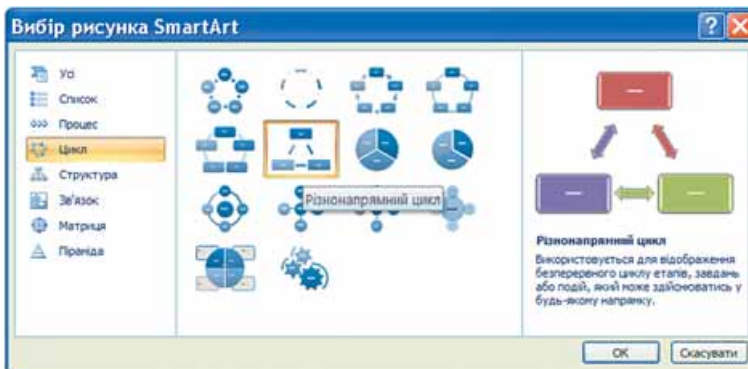 Вибір рисунка SmartArt
Усі
Список
Процес
Цикл
Структура
Зв'язок
Матриця
Піраміда
Різнонапрямний цикл
Різнонапрямний цикл
Використовується для відображення
безперервного циклу етапів, завдань
або подій, який може здійснюватись у
будь-якому напрямку.
OK
Скасувати